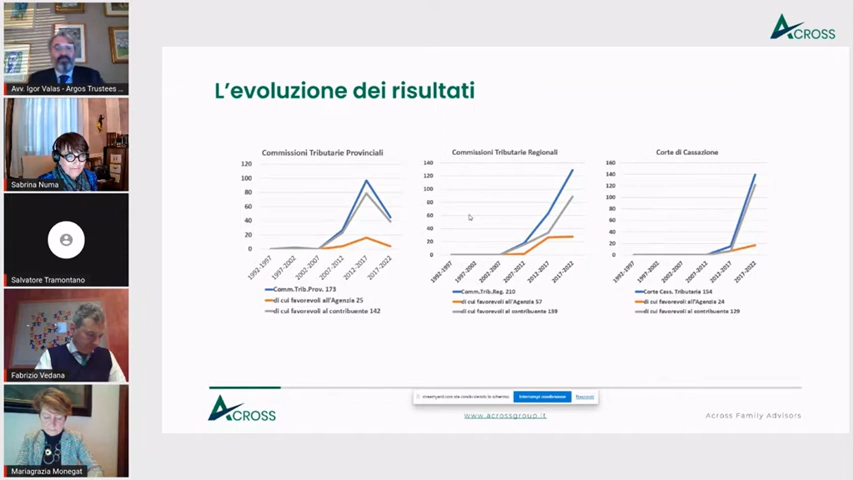 Avv. Igor Valas - Argos Trustees ...
Sabrina Numa
Salvatore Tramontano
Fabrizio Vedana
Mariagrazia Monegat
ACROSS
L'evoluzione dei risultati
Commissioni Tributarie Provinciali
120
100
80
60
40
20
0
1992-1997
1997-2002
2002-2007
2007-2012
2012-2017
2017-2022
Comm.Trib.Prov. 173
di cui favorevoli all'Agenzia 25
di cui favorevoli al contribuente 142
Commissioni Tributarie Regionali
140
120
100
80
60
40
20
0
1992-1997
1997-2002
2002-2007
2007-2012
2012-2017
2017-2022
Comm.Trib.Reg. 210
di cui favorevoli all'Agenzia 57
di cui favorevoli al contribuente 139
Corte di Cassazione
160
140
120
100
80
60
40
20
0
1992-1997
1997-2002
2002-2007
2007-2012
2012-2017
2017-2022
Corte Cass. Tributaria 154
di cui favorevoli all'Agenzia 24
di cui favorevoli al contribuente 129
streamyard.com sta condividendo lo schermo.
Interrompi condivisione
Nascondi
ACROSS
www.acrossgroup.it
Across Family Advisors